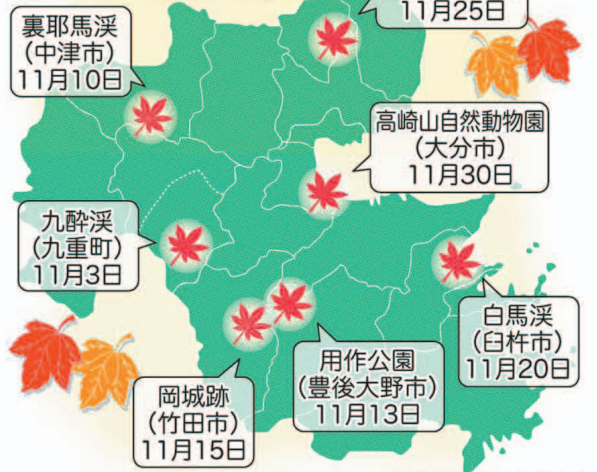 11月25日
裏耶馬渓
(中津市)
11月10日
高崎山自然動物園
(大分市)
11月30日
九酔渓
(九重町)
11月3日
白馬渓
(臼杵市)
11月20日
用作公園
(豊後大野市)
11月13日
岡城跡
(竹田市)
11月15日